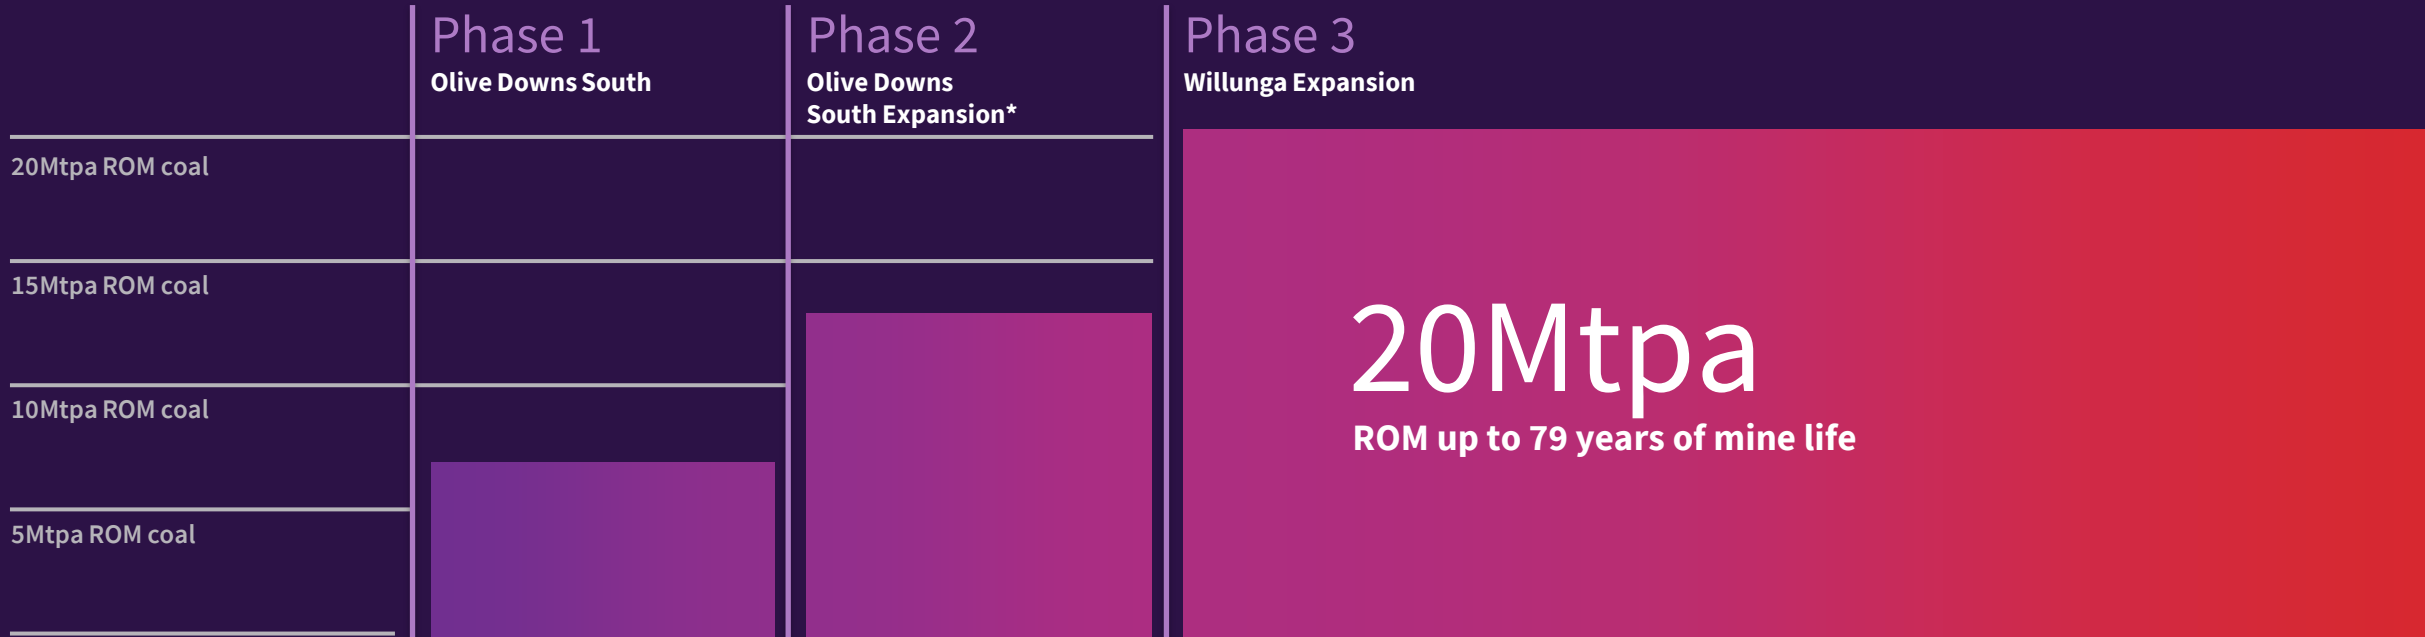 Phase 1
Olive Downs South
Phase 2
Olive Downs
South Expansion*
Phase 3
Willunga Expansion
20Mtpa ROM coal
15Mtpa ROM coal
10Mtpa ROM coal
5Mtpa ROM coal
20Mtpa
ROM up to 79 years of mine life